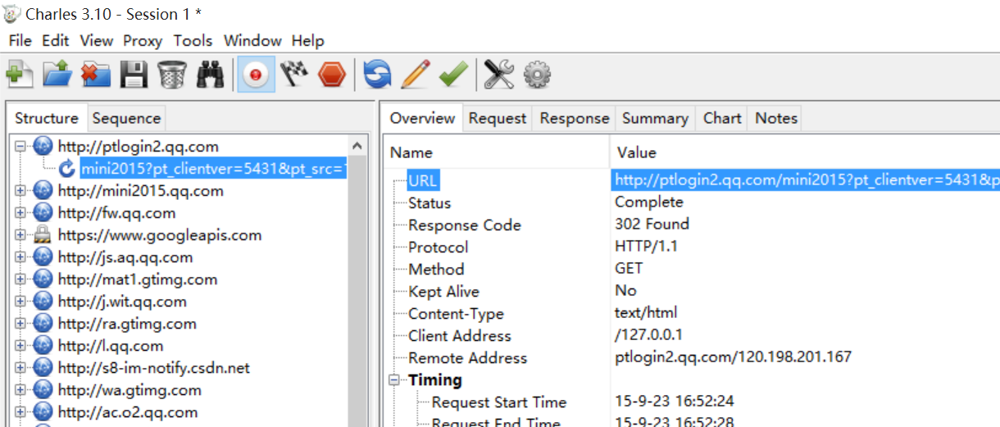 Charles 3.10 - Session 1 *
File Edit View Proxy Tools Window Help
Structure Sequence
http://ptlogin2.qq.com
mini2015?pt_clientver=5431&pt_src=
http://mini2015.qq.com
http://fw.qq.com
https://www.googleapis.com
http://js.aq.qq.com
http://mat1.gtimg.com
http://j.wit.qq.com
http://ra.gtimg.com
http://l.qq.com
http://s8-im-notify.csdn.net
http://wa.gtimg.com
http://ac.o2.qq.com
Overview Request Response Summary Chart Notes
Name Value
URL http://ptlogin2.qq.com/mini2015?pt_clientver=5431&p
Status Complete
Response Code 302 Found
Protocol HTTP/1.1
Method GET
Kept Alive No
Content-Type text/html
Client Address /127.0.0.1
Remote Address ptlogin2.qq.com/120.198.201.167
Timing
Request Start Time 15-9-23 16:52:24
Request End Time 15-9-23 16:52:28